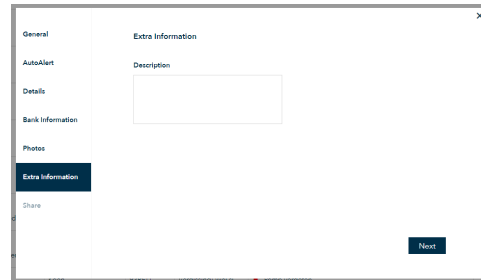 General
AutoAlert
Details
Bank Information
Photos
Extra Information
Share
Extra Information
Description
Next